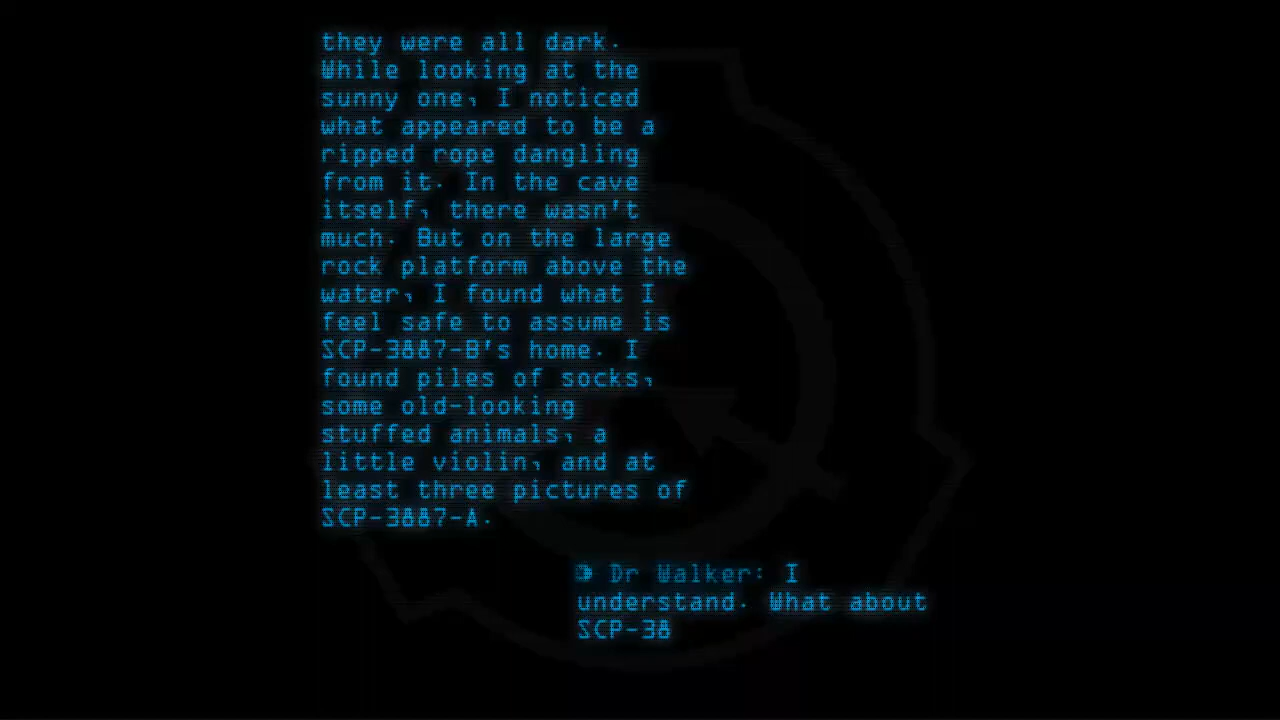 they were all dark.
While looking at the
sunny one, I noticed
what appeared to be a
ripped rope dangling
from it. In the cave
itself, there wasn't
much. But on the large
rock platform above the
water, I found what I
feel safe to assume is
SCP-3887-B's home. I
found piles of socks,
some old-looking
stuffed animals, a
little violin, and at
least three pictures of
SCP-3887-A.
Dr Walker: I
understand. What about
SCP-38